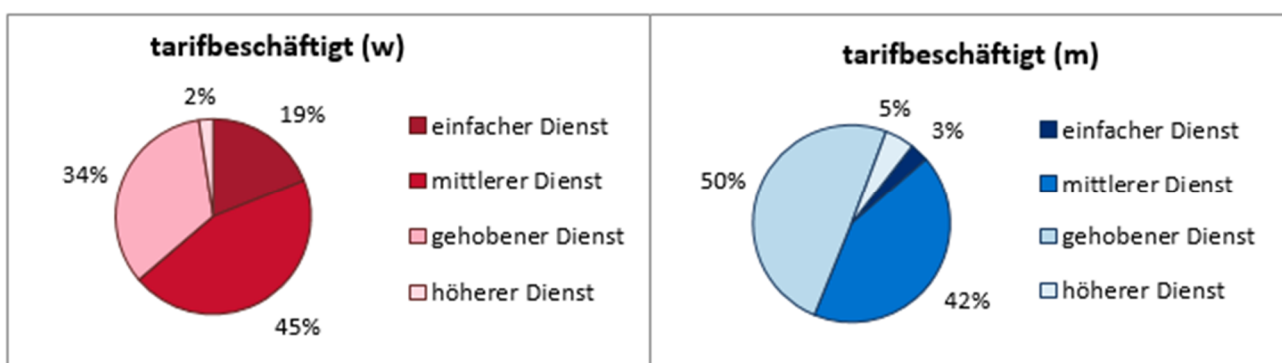 tarifbeschäftigt (w)
2%
19%
34%
45%
einfacher Dienst
mittlerer Dienst
gehobener Dienst
höherer Dienst
tarifbeschäftigt (m)
5%
3%
50%
42%
einfacher Dienst
mittlerer Dienst
gehobener Dienst
höherer Dienst